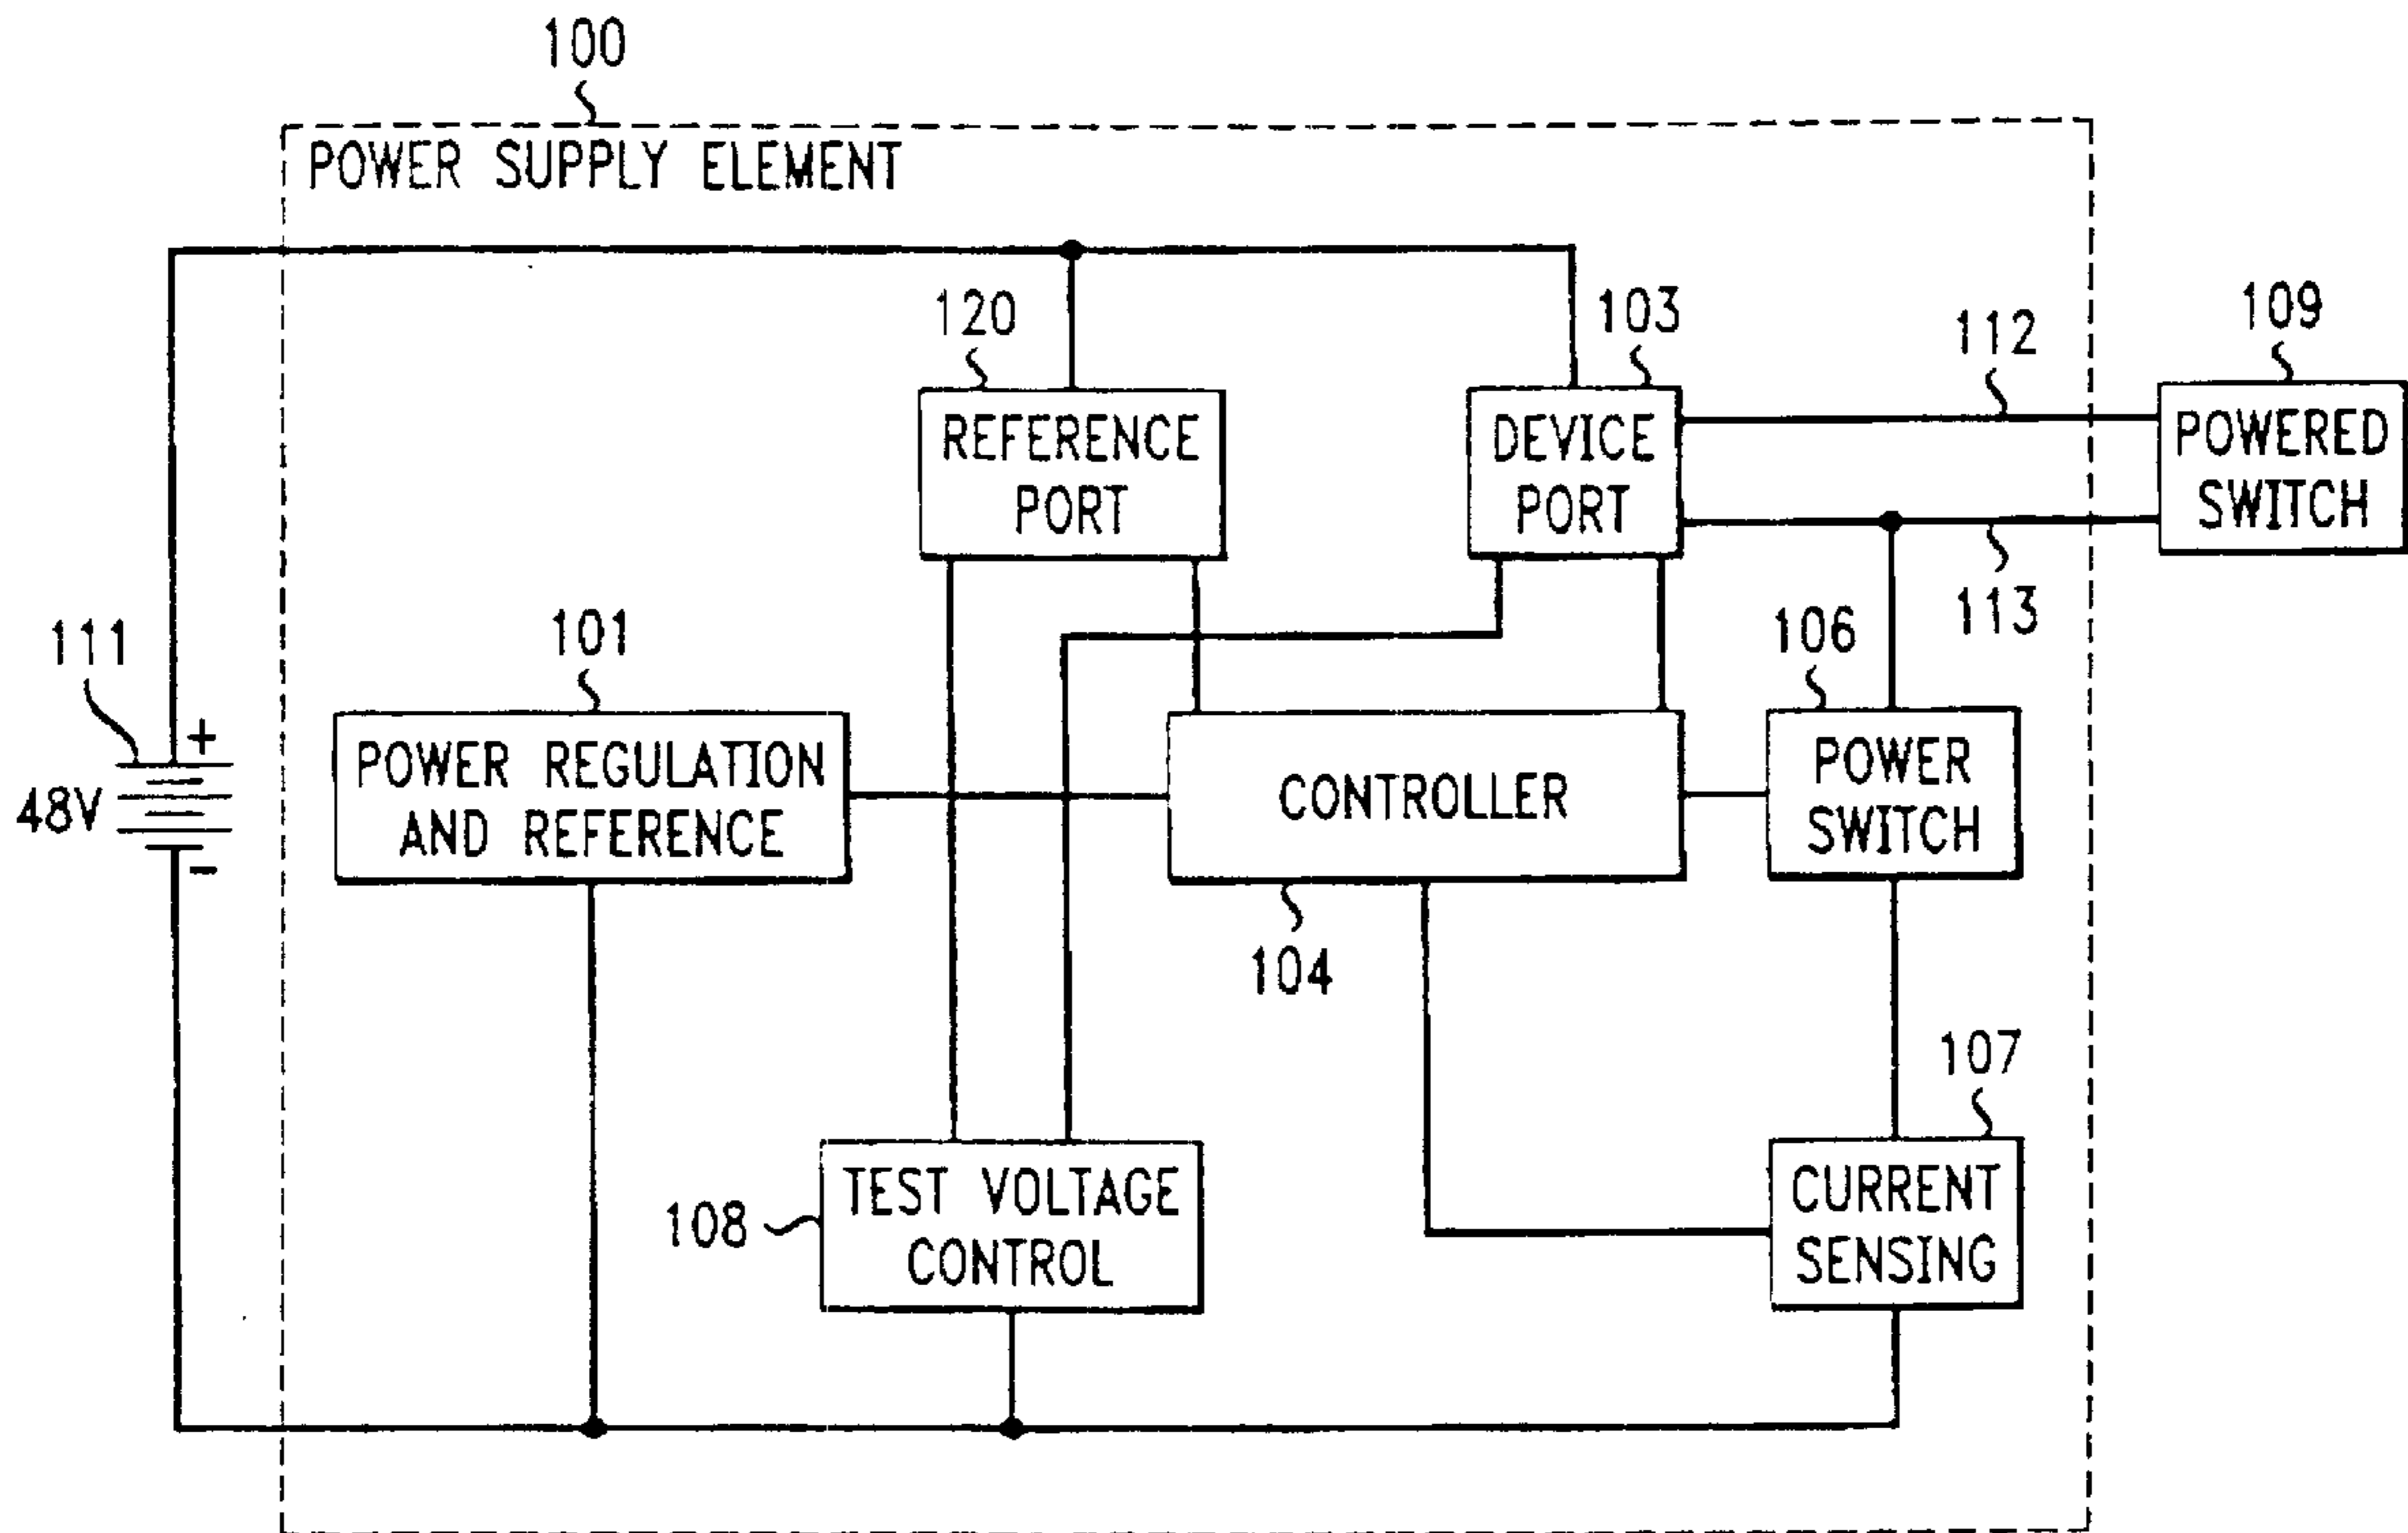 100
POWER SUPPLY ELEMENT
120
103
112
109
REFERENCE
PORT
DEVICE
PORT
POWERED
SWITCH
113
111
101
106
+
48V
-
POWER REGULATION
AND REFERENCE
CONTROLLER
POWER
SWITCH
104
107
108
TEST VOLTAGE
CONTROL
CURRENT
SENSING